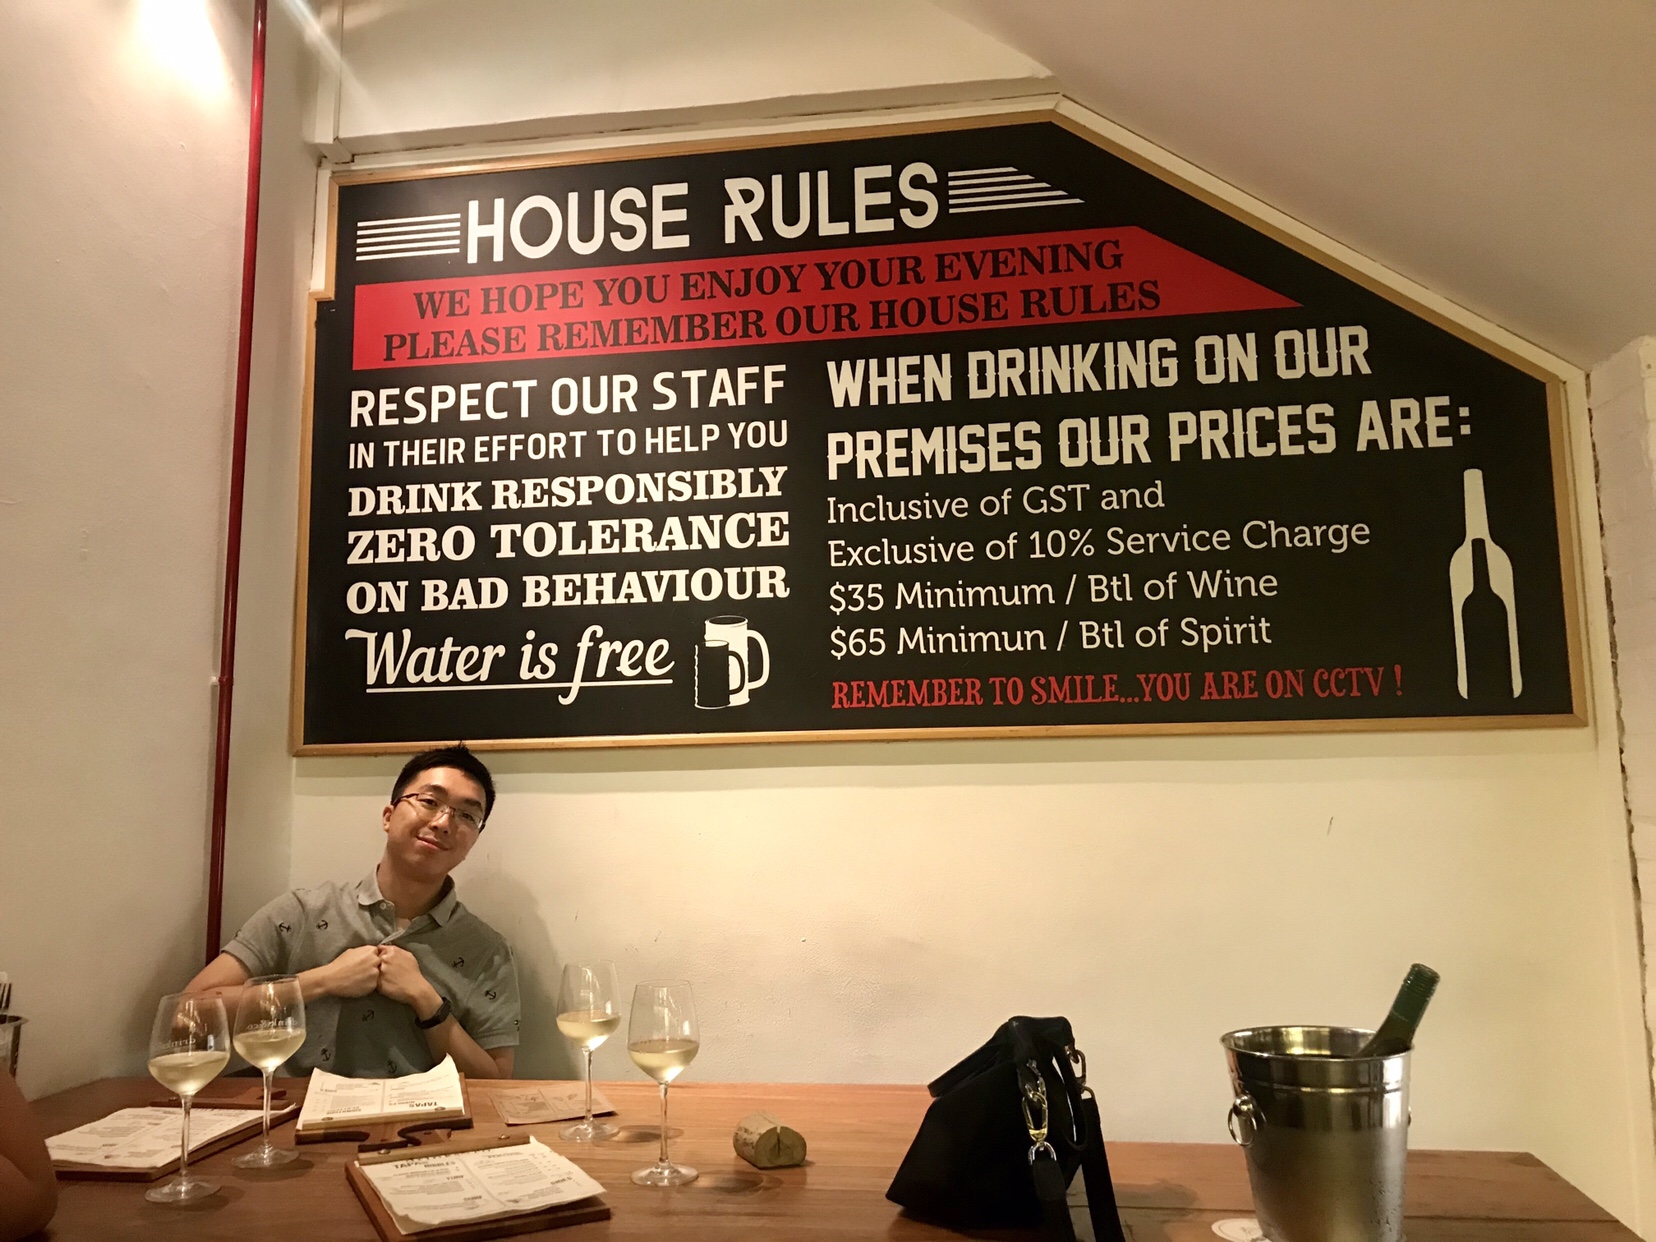 HOUSE RULES
WE HOPE YOU ENJOY YOUR EVENING
PLEASE REMEMBER OUR HOUSE RULES
RESPECT OUR STAFF
IN THEIR EFFORT TO HELP YOU
DRINK RESPONSIBLY
ZERO TOLERANCE
ON BAD BEHAVIOUR
Water is free
WHEN DRINKING ON OUR
PREMISES OUR PRICES ARE:
Inclusive of GST and
Exclusive of 10% Service Charge
$35 Minimum / Btl of Wine
$65 Minimun / Btl of Spirit
REMEMBER TO SMILE...YOU ARE ON CCTV !
TAPAS